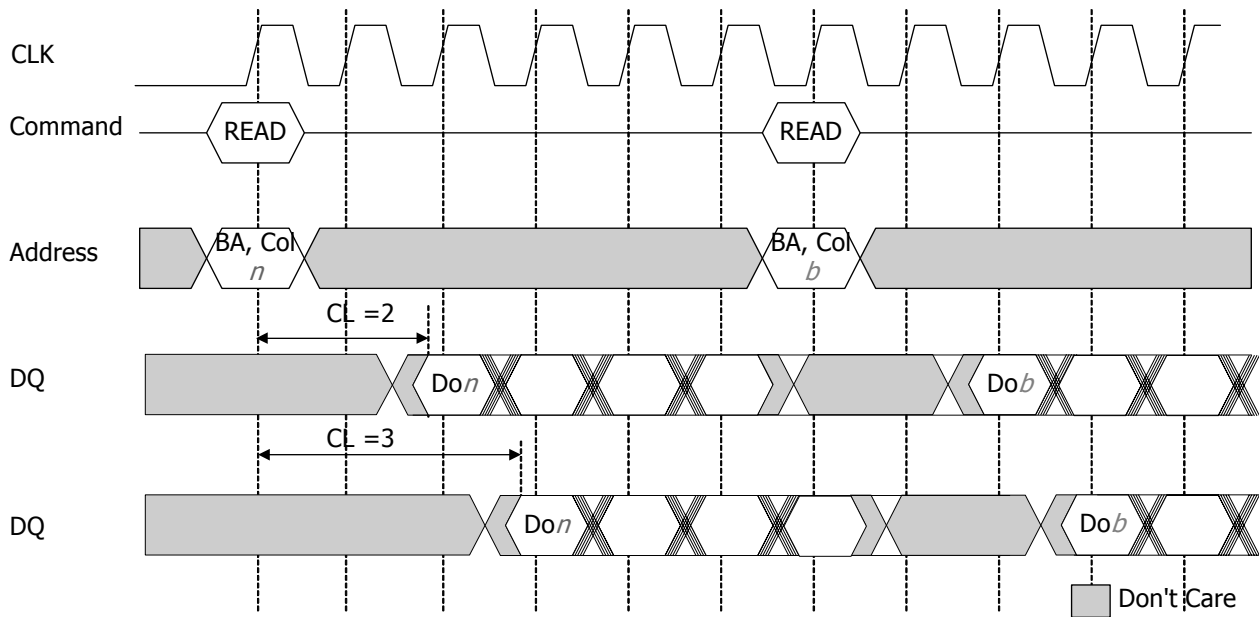 CLK
Command
READ
READ
Address
BA, Col
n
BA, Col
b
CL =2
DQ
Don
Dob
CL =3
DQ
Don
Dob
Don't Care